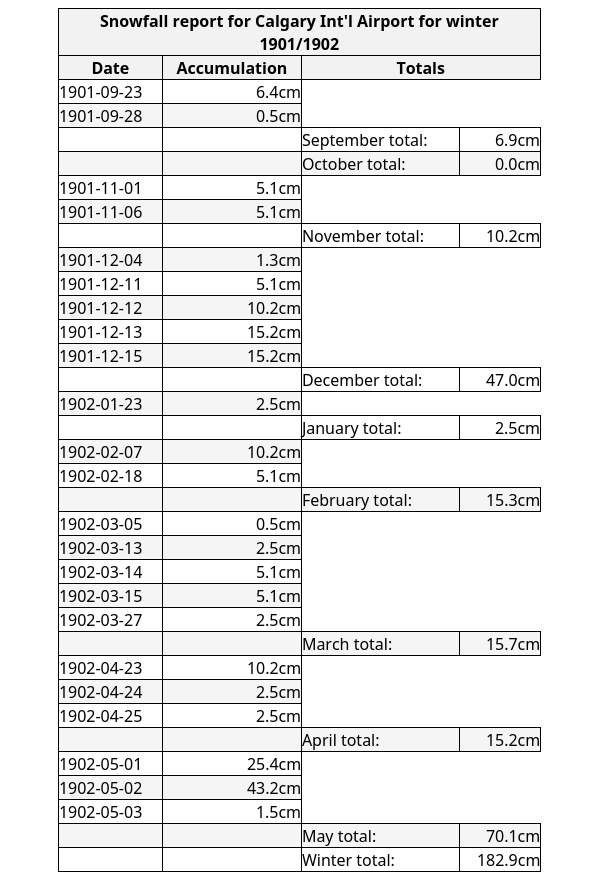 Snowfall report for Calgary Int'l Airport for winter
1901/1902
Date Accumulation Totals
1901-09-23 6.4cm
1901-09-28 0.5cm
September total: 6.9cm
October total: 0.0cm
1901-11-01 5.1cm
1901-11-06 5.1cm
November total: 10.2cm
1901-12-04 1.3cm
1901-12-11 5.1cm
1901-12-12 10.2cm
1901-12-13 15.2cm
1901-12-15 15.2cm
December total: 47.0cm
1902-01-23 2.5cm
January total: 2.5cm
1902-02-07 10.2cm
1902-02-18 5.1cm
February total: 15.3cm
1902-03-05 0.5cm
1902-03-13 2.5cm
1902-03-14 5.1cm
1902-03-15 5.1cm
1902-03-27 2.5cm
March total: 15.7cm
1902-04-23 10.2cm
1902-04-24 2.5cm
1902-04-25 2.5cm
April total: 15.2cm
1902-05-01 25.4cm
1902-05-02 43.2cm
1902-05-03 1.5cm
May total: 70.1cm
Winter total: 182.9cm